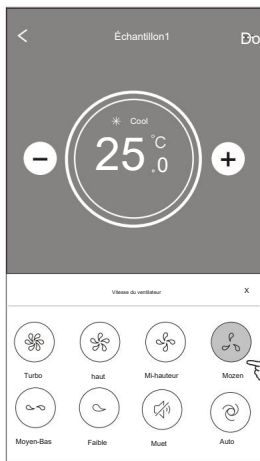 Échantillon1
Cool
25.0 °C
Vitesse du ventilateur x
Turbo haut Mi-hauteur Mozen
Moyen-Bas Faible Muet Auto